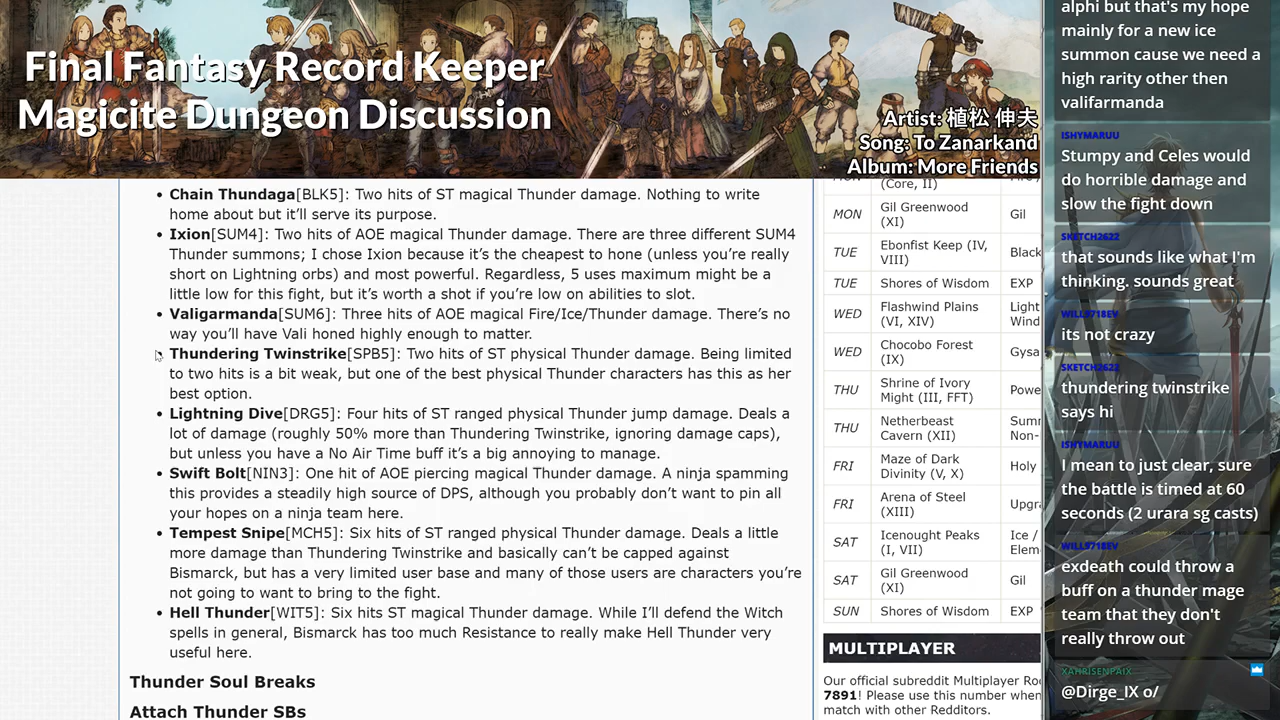 Final Fantasy Record Keeper
Magicite Dungeon Discussion
Artist: 植松 伸夫
Song: To Zanarkand
Album: More Friends
Chain Thundaga[BLK5]: Two hits of ST magical Thunder damage. Nothing to write
home about but it'll serve its purpose.
Ixion[SUM4]: Two hits of AOE magical Thunder damage. There are three different SUM4
Thunder summons; I chose Ixion because it's the cheapest to hone (unless you're really
short on Lightning orbs) and most powerful. Regardless, 5 uses maximum might be a
little low for this fight, but it's worth a shot if you're low on abilities to slot.
Valigarmanda[SUM6]: Three hits of AOE magical Fire/Ice/Thunder damage. There's no
way you'll have Vali honed highly enough to matter.
Thundering Twinstrike[SPB5]: Two hits of ST physical Thunder damage. Being limited
to two hits is a bit weak, but one of the best physical Thunder characters has this as her
best option.
Lightning Dive[DRG5]: Four hits of ST ranged physical Thunder jump damage. Deals a
lot of damage (roughly 50% more than Thundering Twinstrike, ignoring damage caps),
but unless you have a No Air Time buff it's a big annoying to manage.
Swift Bolt[NIN3]: One hit of AOE piercing magical Thunder damage. A ninja spamming
this provides a steadily high source of DPS, although you probably don't want to pin all
your hopes on a ninja team here.
Tempest Snipe[MCH5]: Six hits of ST ranged physical Thunder damage. Deals a little
more damage than Thundering Twinstrike and basically can't be capped against
Bismarck, but has a very limited user base and many of those users are characters you're
not going to want to bring to the fight.
Hell Thunder[WIT5]: Six hits ST magical Thunder damage. While I'll defend the Witch
spells in general, Bismarck has too much Resistance to really make Hell Thunder very
useful here.
Thunder Soul Breaks
Attach Thunder SBs
(Core, II)
MON Gil Greenwood (XI) Gil
TUE Ebonfist Keep (IV, VIII) Black
TUE Shores of Wisdom EXP
WED Flashwind Plains (VI, XIV) Light Wind
WED Chocobo Forest (IX) Gysa
THU Shrine of Ivory Might (III, FFT) Powe
THU Netherbeast Cavern (XII) Sum Non-
FRI Maze of Dark Divinity (V, X) Holy
FRI Arena of Steel (XIII) Upgra
SAT Icenought Peaks (I, VII) Ice / Elem
SAT Gil Greenwood (XI) Gil
SUN Shores of Wisdom EXP
MULTIPLAYER
Our official subreddit Multiplayer Ro
7891! Please use this number when
match with other Redditors.
alphi but that's my hope
mainly for a new ice
summon cause we need a
high rarity other then
valifarmanda
ISHYMARUU
Stumpy and Celes would
do horrible damage and
slow the fight down
SKETCH2622
that sounds like what I'm
thinking. sounds great
WILL9718EV
its not crazy
SKETCH2622
thundering twinstrike
says hi
ISHYMARUU
I mean to just clear, sure
the battle is timed at 60
seconds (2 urara sg casts)
WILL9718EV
exdeath could throw a
buff on a thunder mage
team that they don't
really throw out
XAHRISENPAIX
@Dirge_IX o/